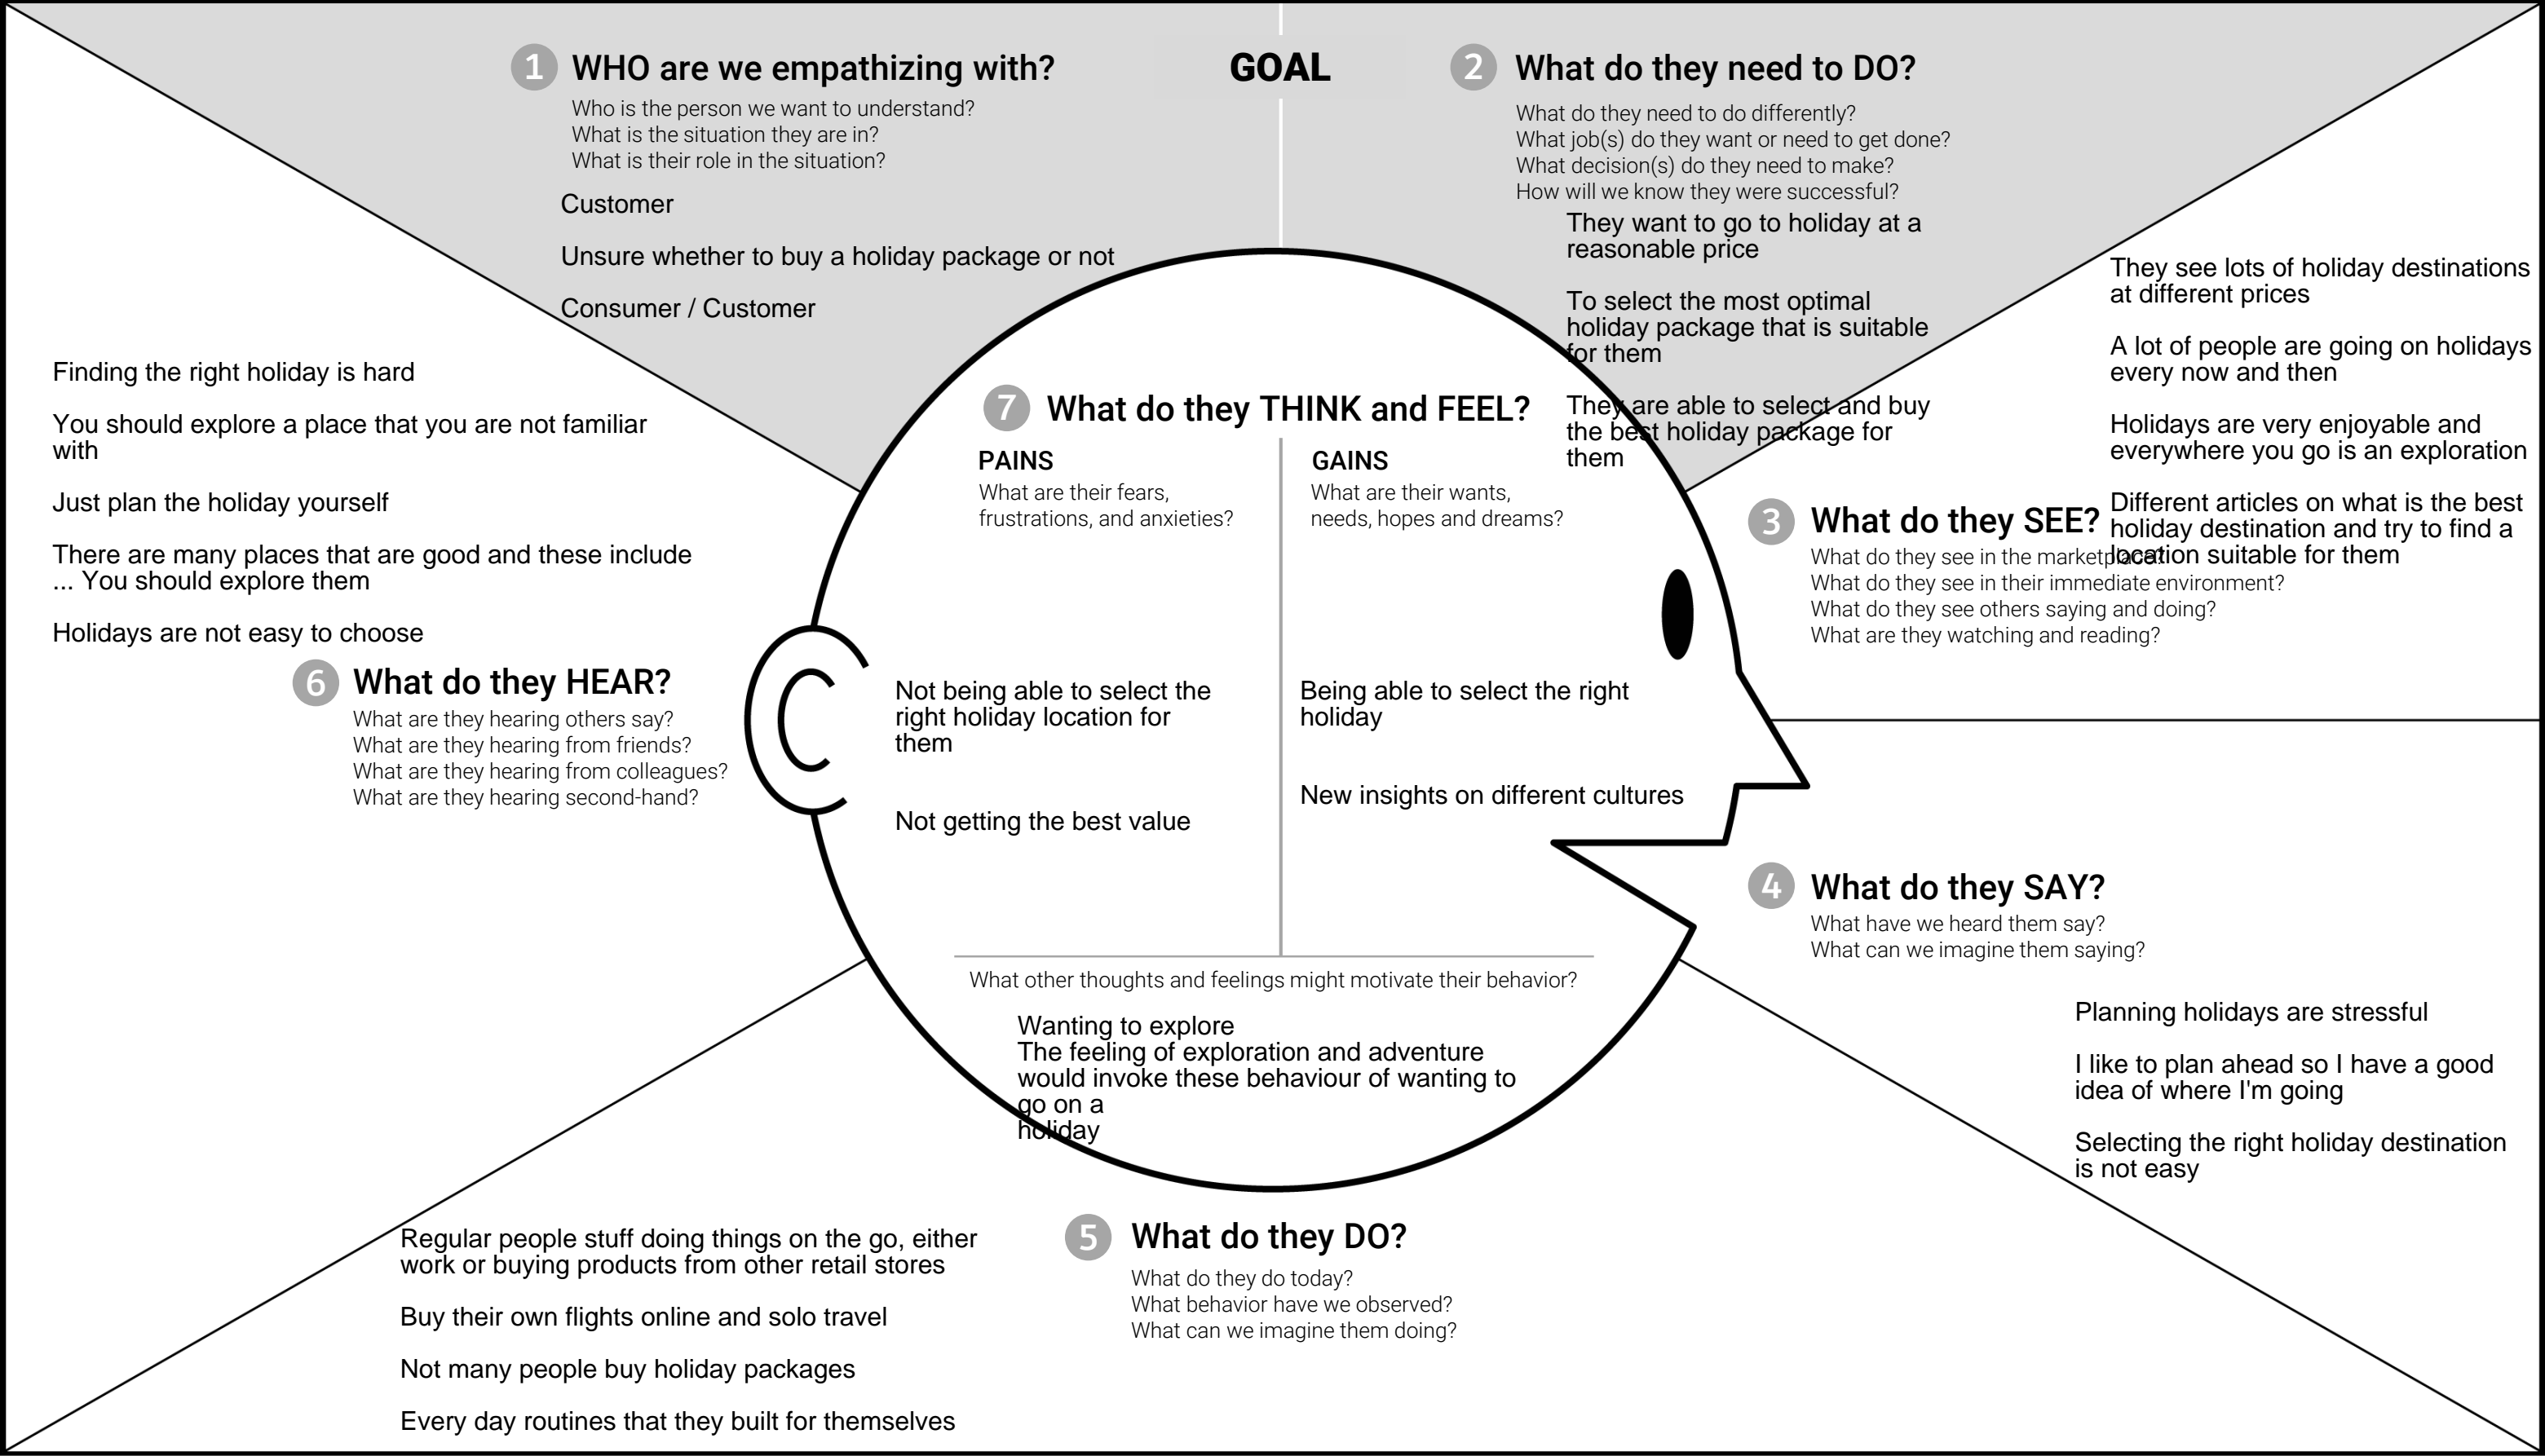 1 WHO are we empathizing with?
Who is the person we want to understand?
What is the situation they are in?
What is their role in the situation?
Customer
Unsure whether to buy a holiday package or not
Consumer / Customer
GOAL
2 What do they need to DO?
What do they need to do differently?
What job(s) do they want or need to get done?
What decision(s) do they need to make?
How will we know they were successful?
They want to go to holiday at a
reasonable price
To select the most optimal
holiday package that is suitable
for them
They are able to select and buy
the best holiday package for
them
They see lots of holiday destinations
at different prices
A lot of people are going on holidays
every now and then
Holidays are very enjoyable and
everywhere you go is an exploration
Different articles on what is the best
holiday destination and try to find a
location suitable for them
3 What do they SEE?
What do they see in the marketplace?
What do they see in their immediate environment?
What do they see others saying and doing?
What are they watching and reading?
4 What do they SAY?
What have we heard them say?
What can we imagine them saying?
Planning holidays are stressful
I like to plan ahead so I have a good
idea of where I'm going
Selecting the right holiday destination
is not easy
5 What do they DO?
What do they do today?
What behavior have we observed?
What can we imagine them doing?
Regular people stuff doing things on the go, either
work or buying products from other retail stores
Buy their own flights online and solo travel
Not many people buy holiday packages
Every day routines that they built for themselves
Finding the right holiday is hard
You should explore a place that you are not familiar
with
Just plan the holiday yourself
There are many places that are good and these include
... You should explore them
Holidays are not easy to choose
6 What do they HEAR?
What are they hearing others say?
What are they hearing from friends?
What are they hearing from colleagues?
What are they hearing second-hand?
7 What do they THINK and FEEL?
PAINS
What are their fears,
frustrations, and anxieties?
Not being able to select the
right holiday location for
them
Not getting the best value
GAINS
What are their wants,
needs, hopes and dreams?
Being able to select the right
holiday
New insights on different cultures
What other thoughts and feelings might motivate their behavior?
Wanting to explore
The feeling of exploration and adventure
would invoke these behaviour of wanting to
go on a
holiday